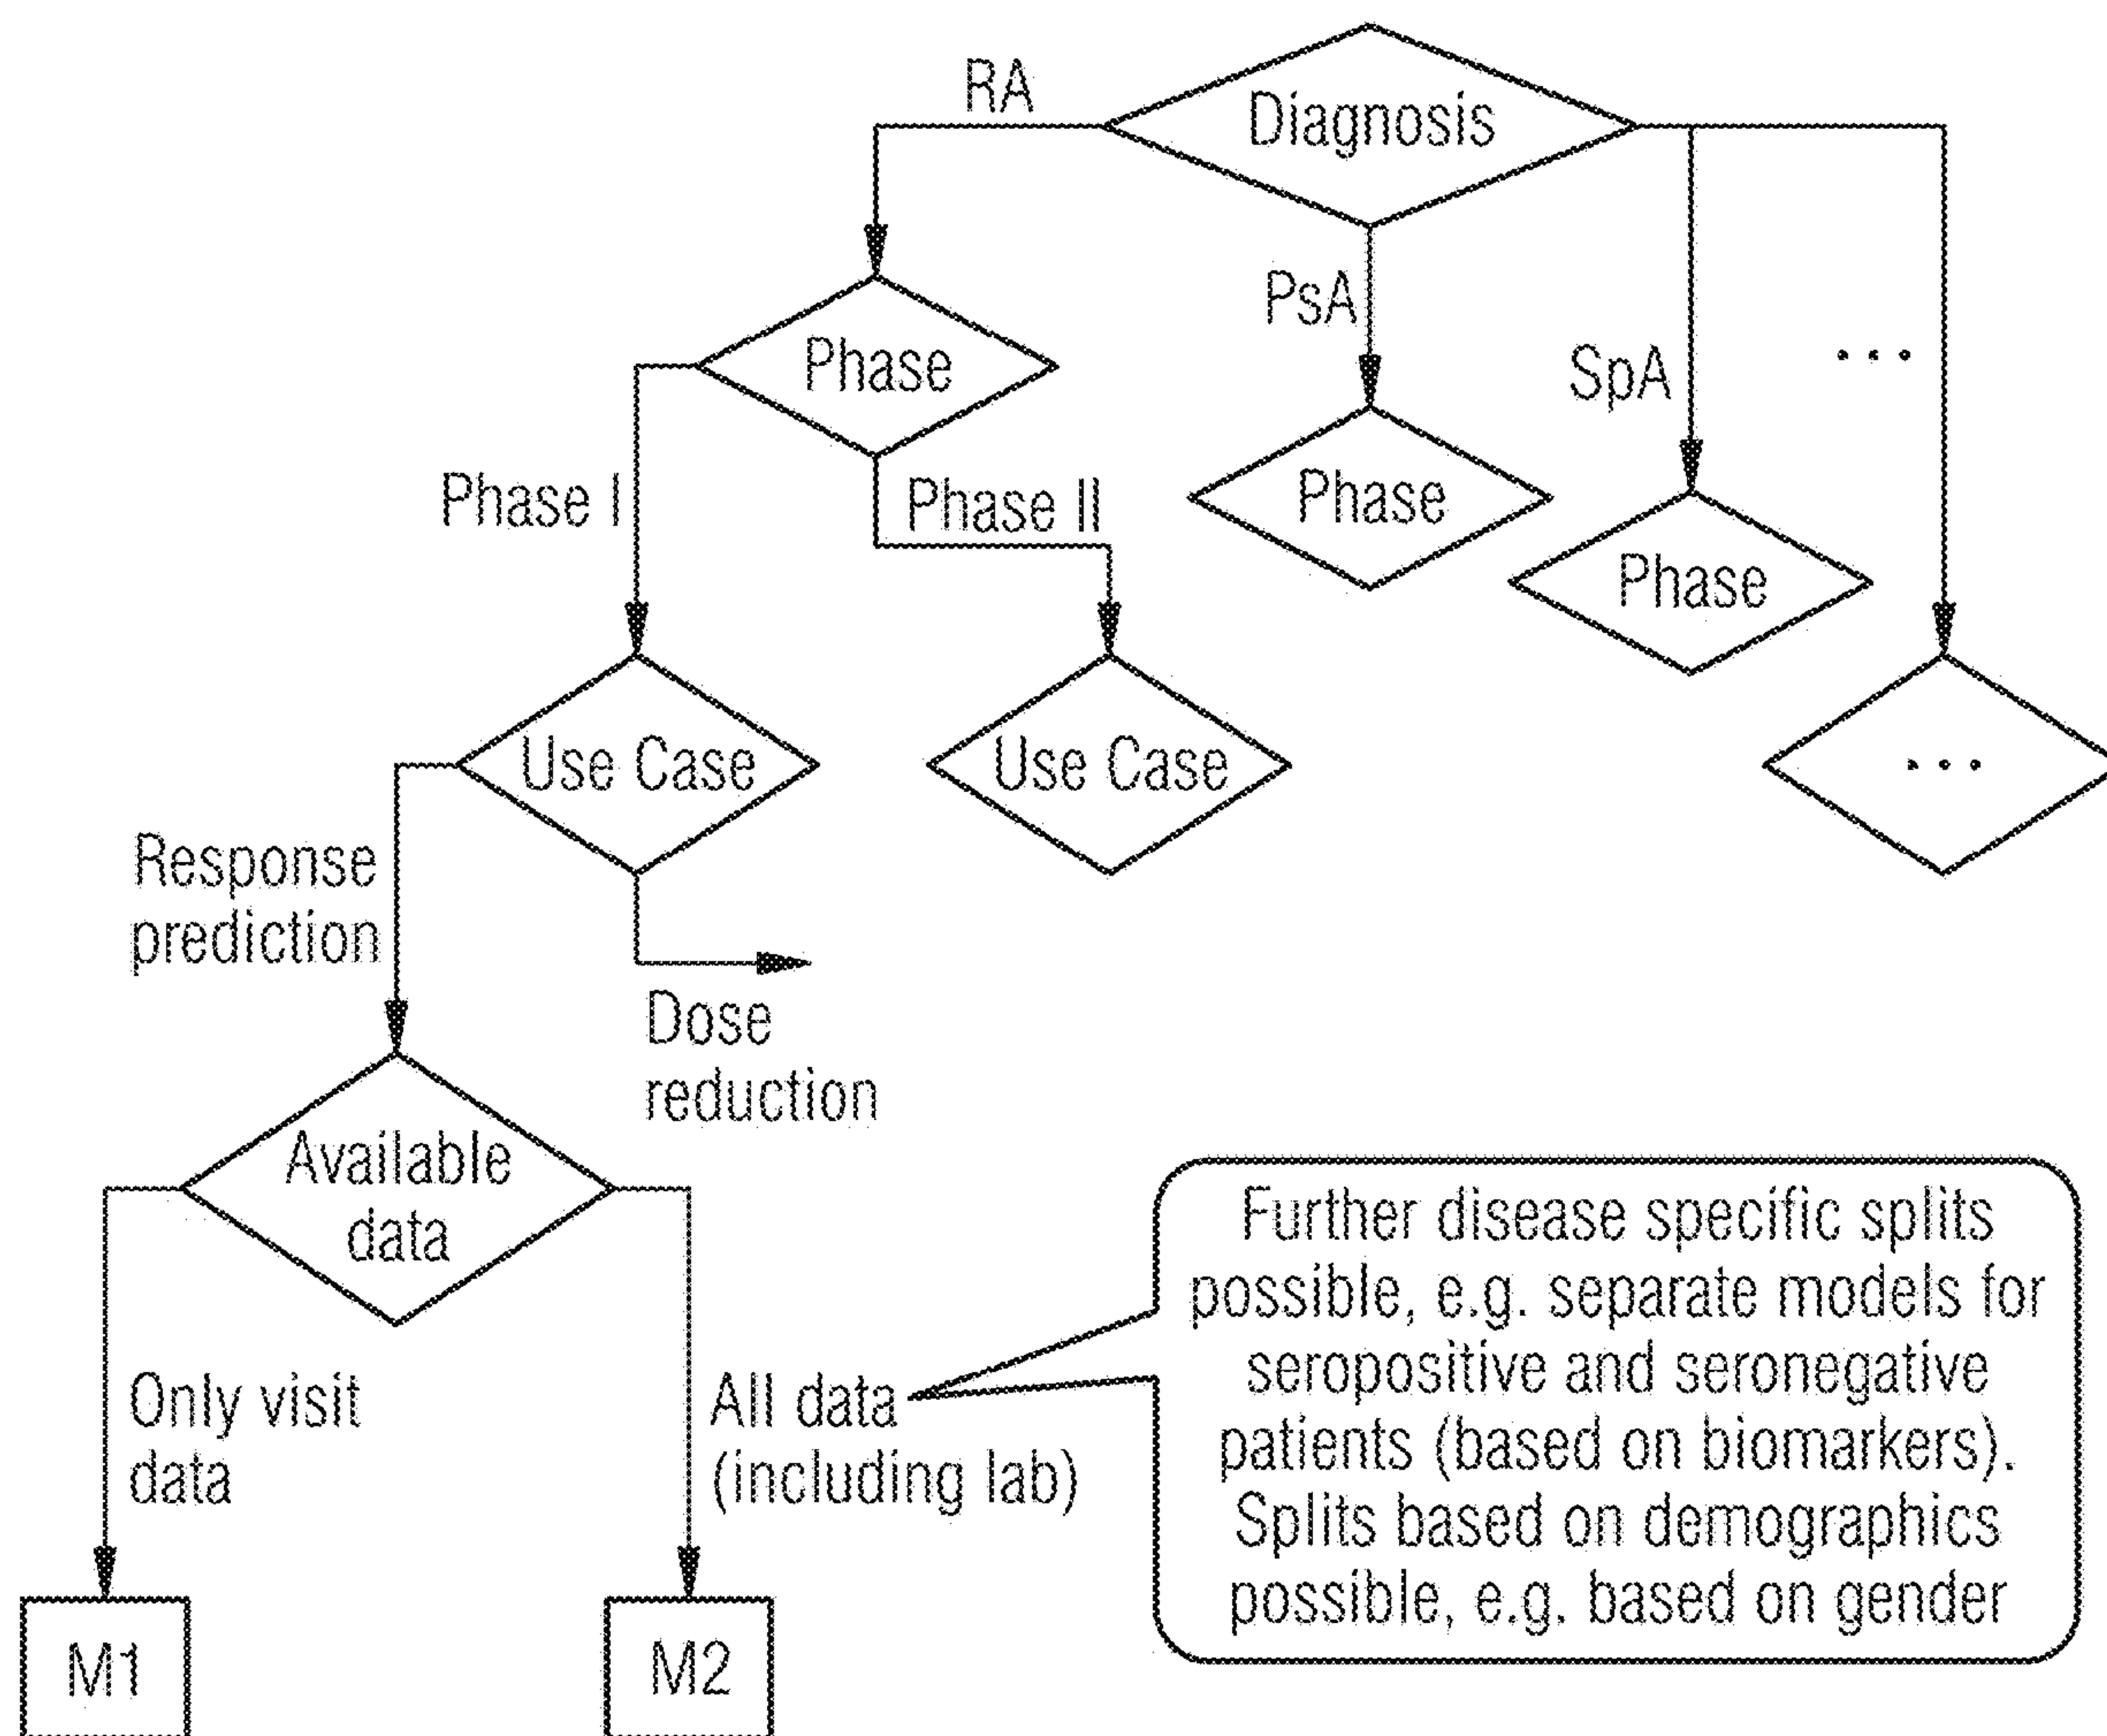 RA
Diagnosis
PsA
SpA
...
Phase
Phase I
Phase II
Phase
Phase
Use Case
Use Case
...
Response
prediction
Dose
reduction
Available
data
Only visit
data
All data
(including lab)
Further disease specific splits
possible, e.g. separate models for
seropositive and seronegative
patients (based on biomarkers).
Splits based on demographics
possible, e.g. based on gender
M1
M2